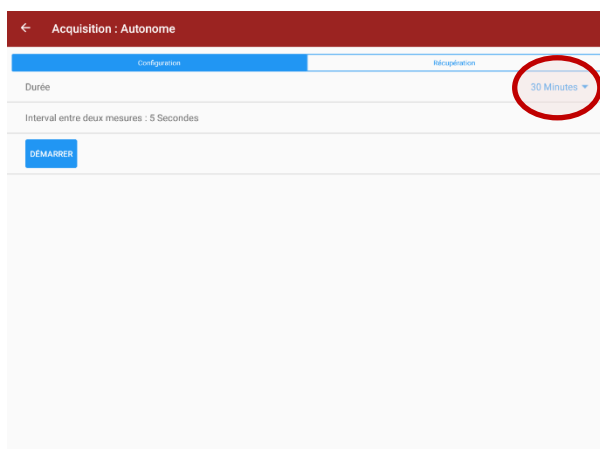 Acquisition : Autonome
Configuration Récupération
Durée 30 Minutes
Interval entre deux mesures : 5 Secondes
DÉMARRER